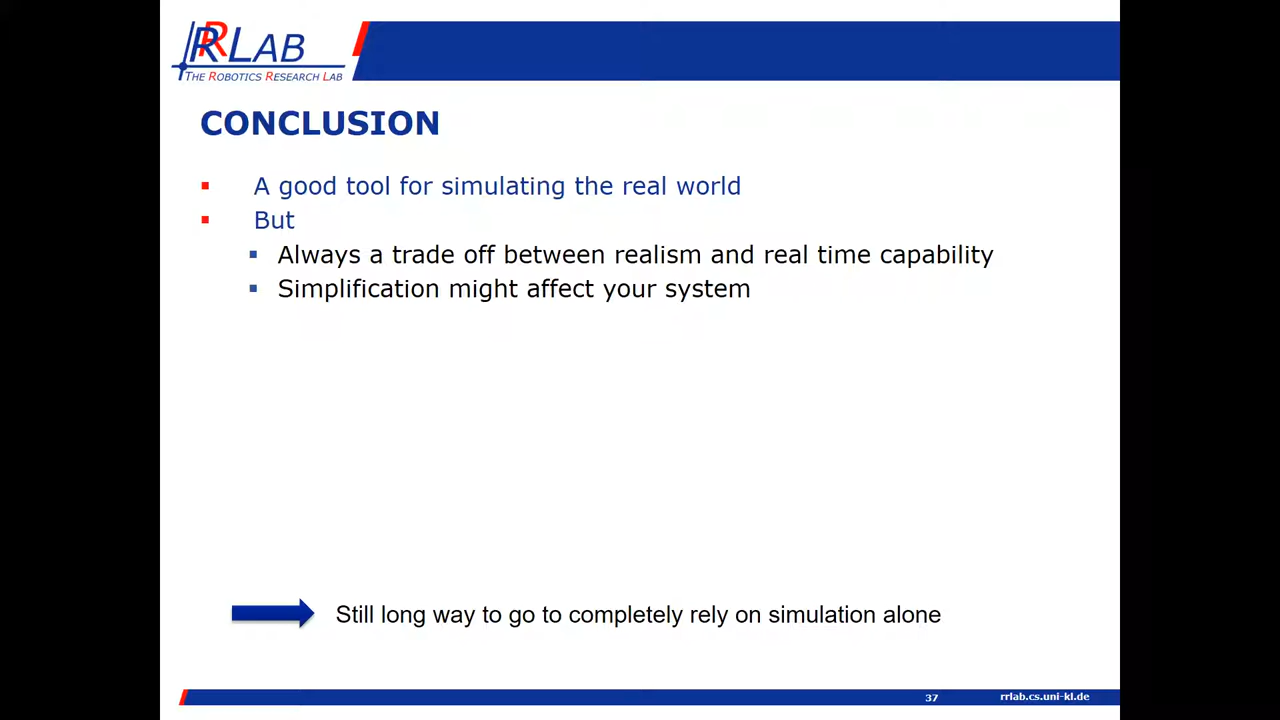 RRLAB
THE ROBOTICS RESEARCH LAB
CONCLUSION
A good tool for simulating the real world
But
Always a trade off between realism and real time capability
Simplification might affect your system
Still long way to go to completely rely on simulation alone
37
rrlab.cs.uni-kl.de